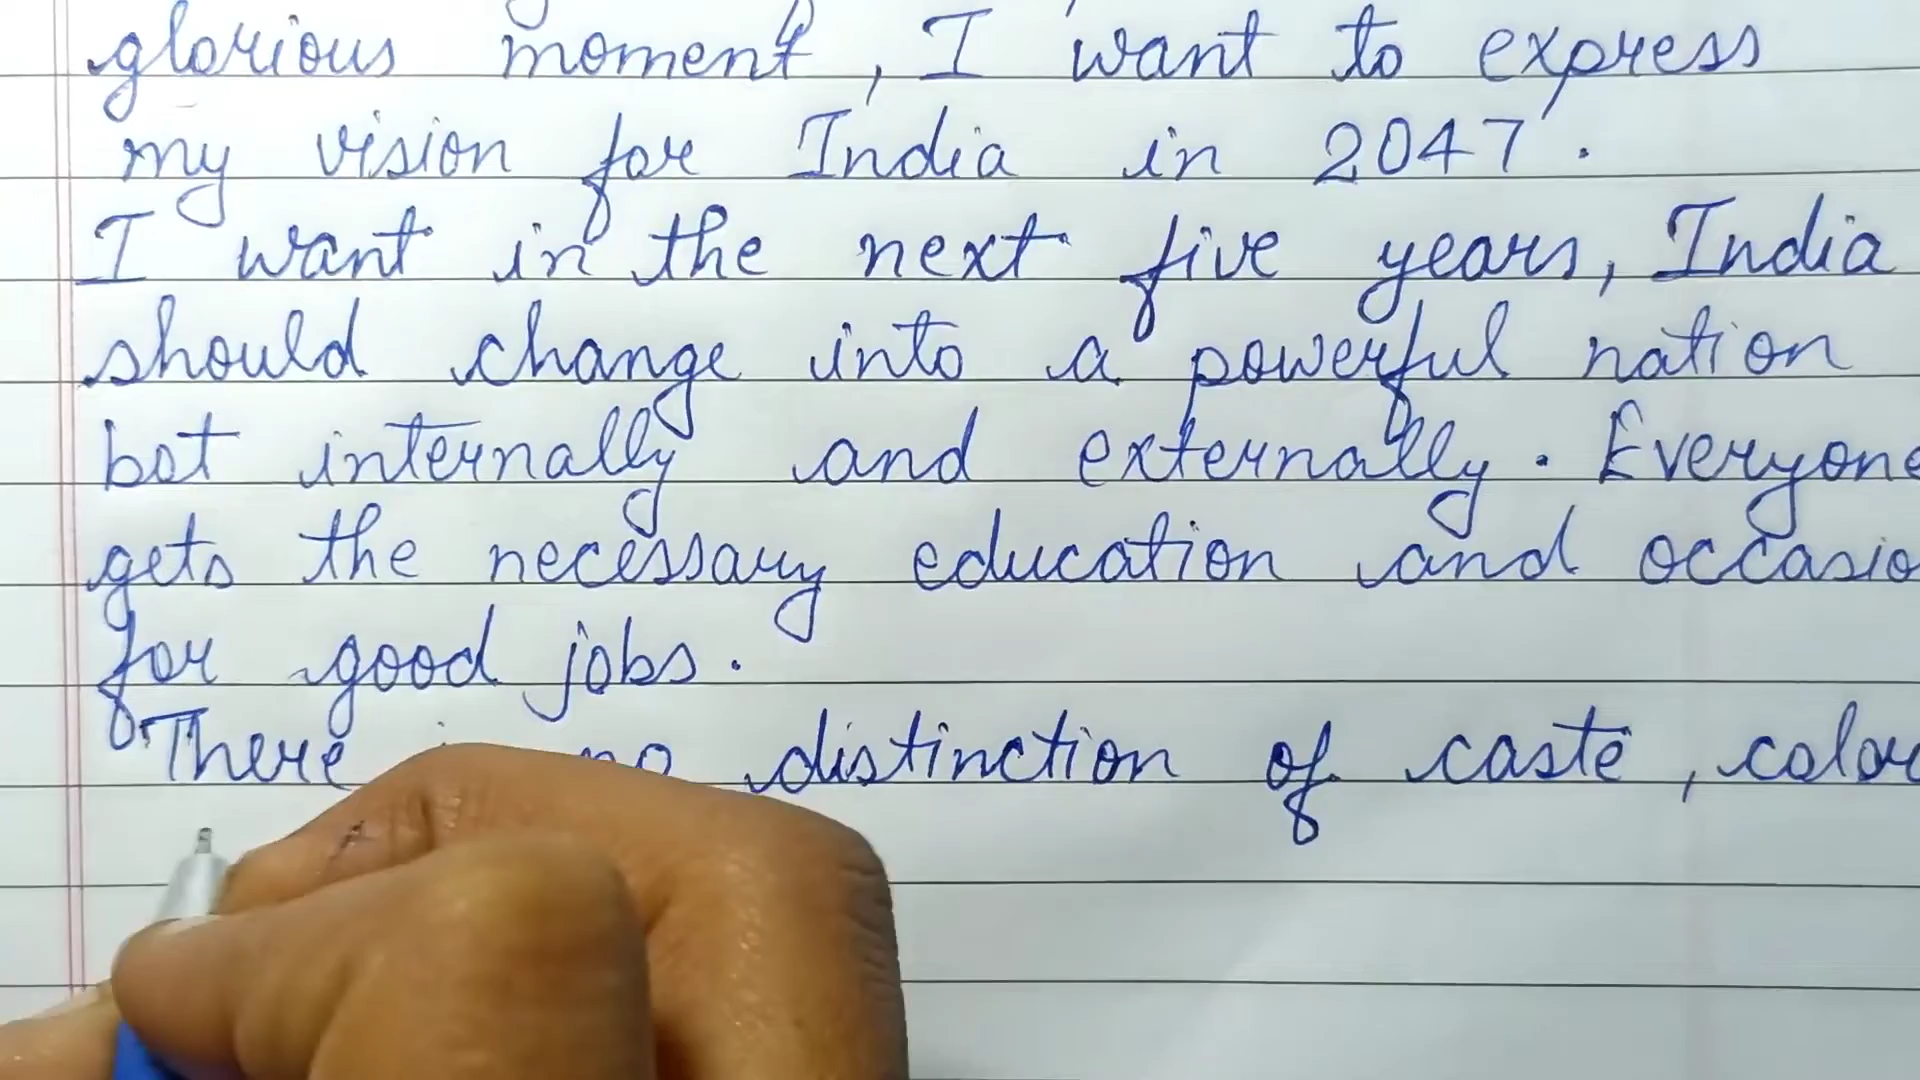 glorious moment, I want to express
my vision for India in 2047.
I want in the next five years, India
should change into a powerful nation
bot internally and externally. Everyone
gets the necessary education and occasio
for good jobs.
There no distinction of caste, colou